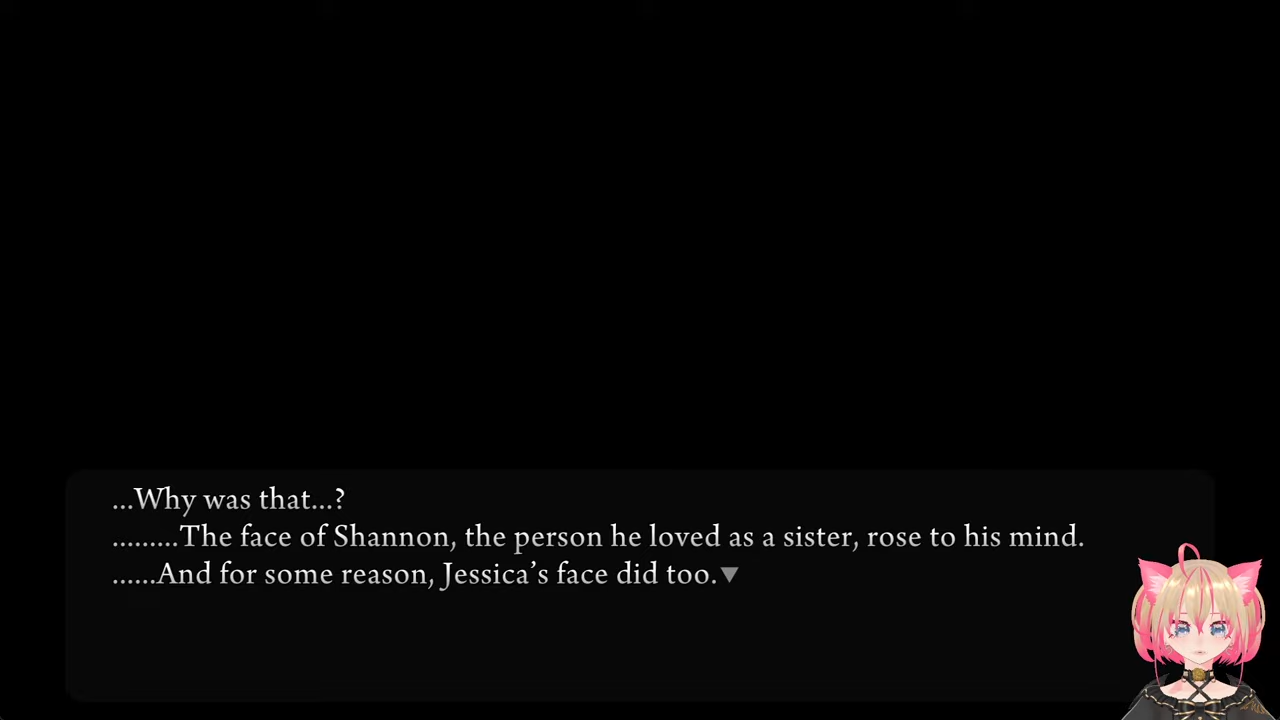 ...Why was that...?
.........The face of Shannon, the person he loved as a sister, rose to his mind.
......And for some reason, Jessica’s face did too.▼